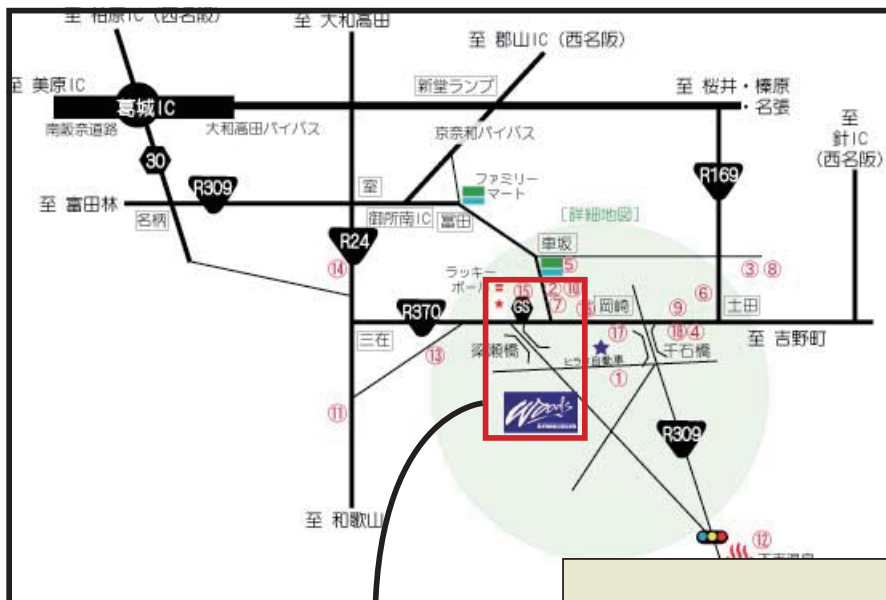 至 柏原IC (西名阪)
至 大和高田
至 郡山IC (西名阪)
至 美原IC
葛城IC
新堂ランプ
至 桜井・榛原
・名張
南阪奈道路
大和高田バイパス
京奈和バイパス
至
針IC
(西名阪)
30
R309
室
ファミリー
マート
R169
至 富田林
名柄
御所南IC
冨田
[詳細地図]
R24
車坂
⑤
⑭
ラッキー
ボール
⑮
②⑩
③ ⑧
⑥
R370
GS
⑦
⑯
岡崎
⑨
土田
三在
梁瀬橋
⑰
⑱④
至 吉野町
⑬
千石橋
ヒラオ自動車
①
⑪
Wood's
R309
至 和歌山
⑫